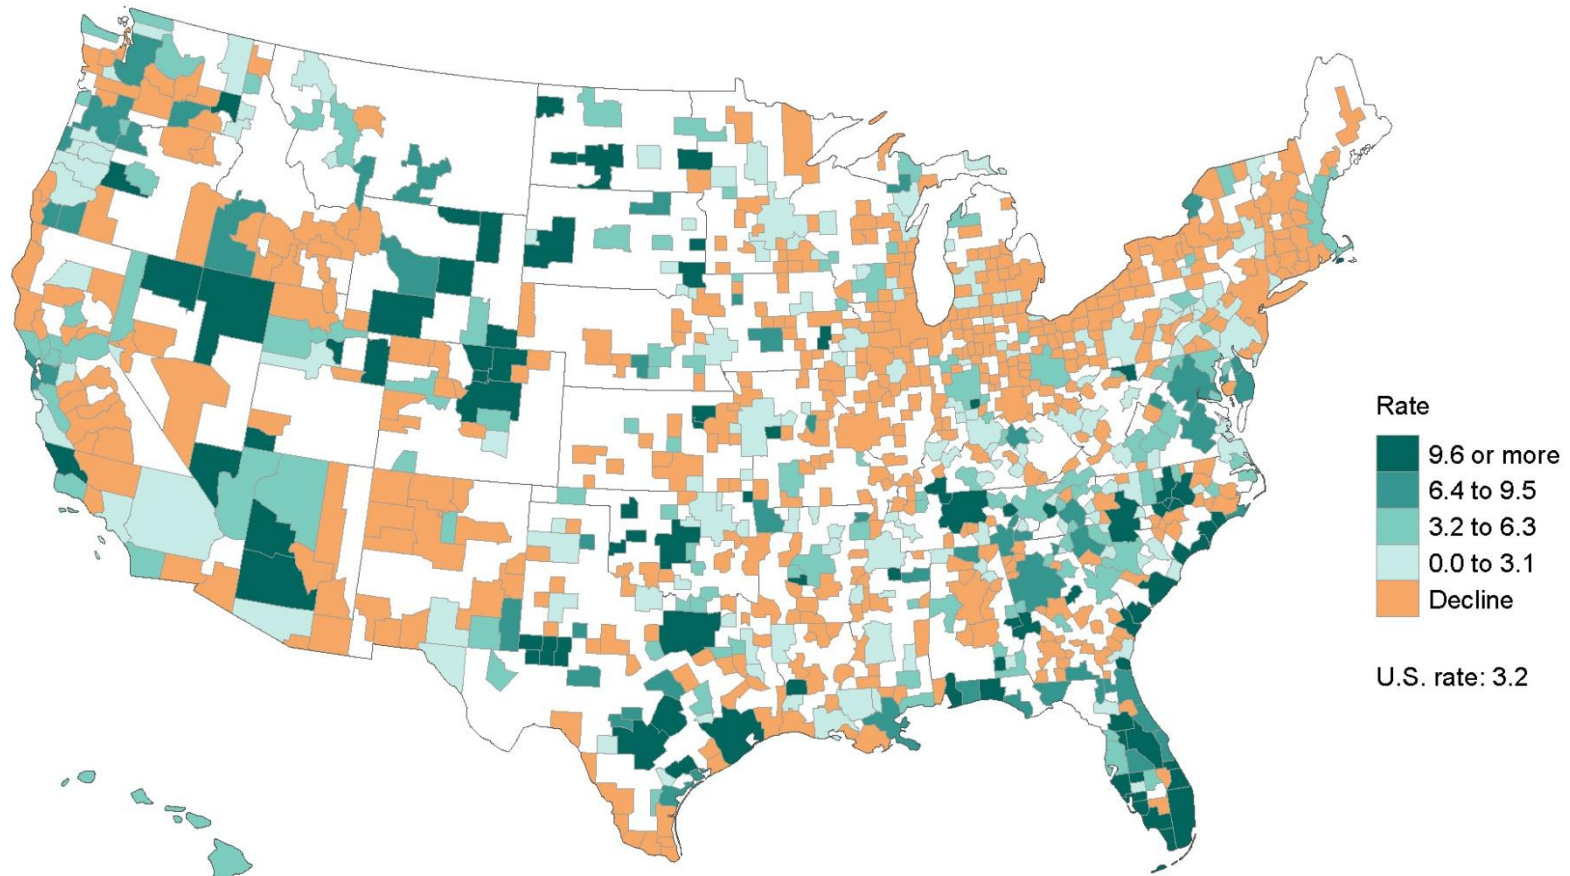 Rate
9.6 or more
6.4 to 9.5
3.2 to 6.3
0.0 to 3.1
Decline
U.S. rate: 3.2